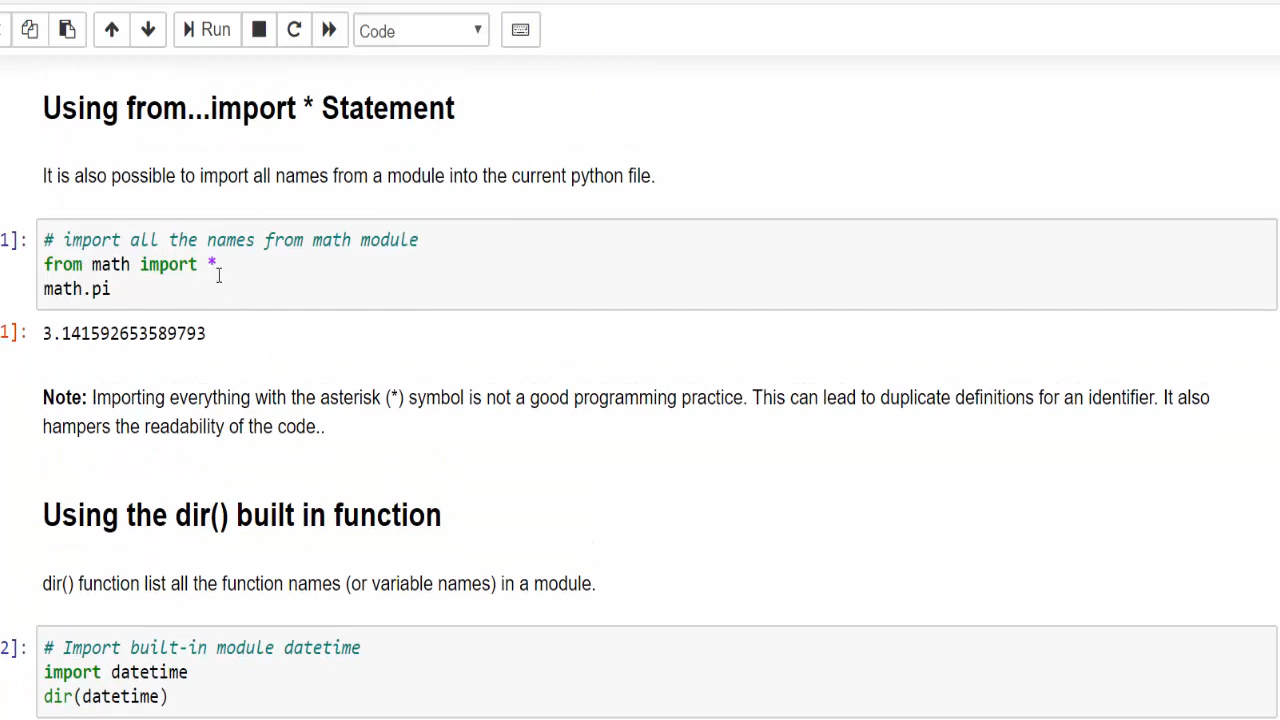 Run
Code
Using from...import * Statement
It is also possible to import all names from a module into the current python file.
1]: # import all the names from math module
from math import *
math.pi
1]: 3.141592653589793
Note: Importing everything with the asterisk (*) symbol is not a good programming practice. This can lead to duplicate definitions for an identifier. It also
hampers the readability of the code..
Using the dir() built in function
dir() function list all the function names (or variable names) in a module.
2]: # Import built-in module datetime
import datetime
dir(datetime)